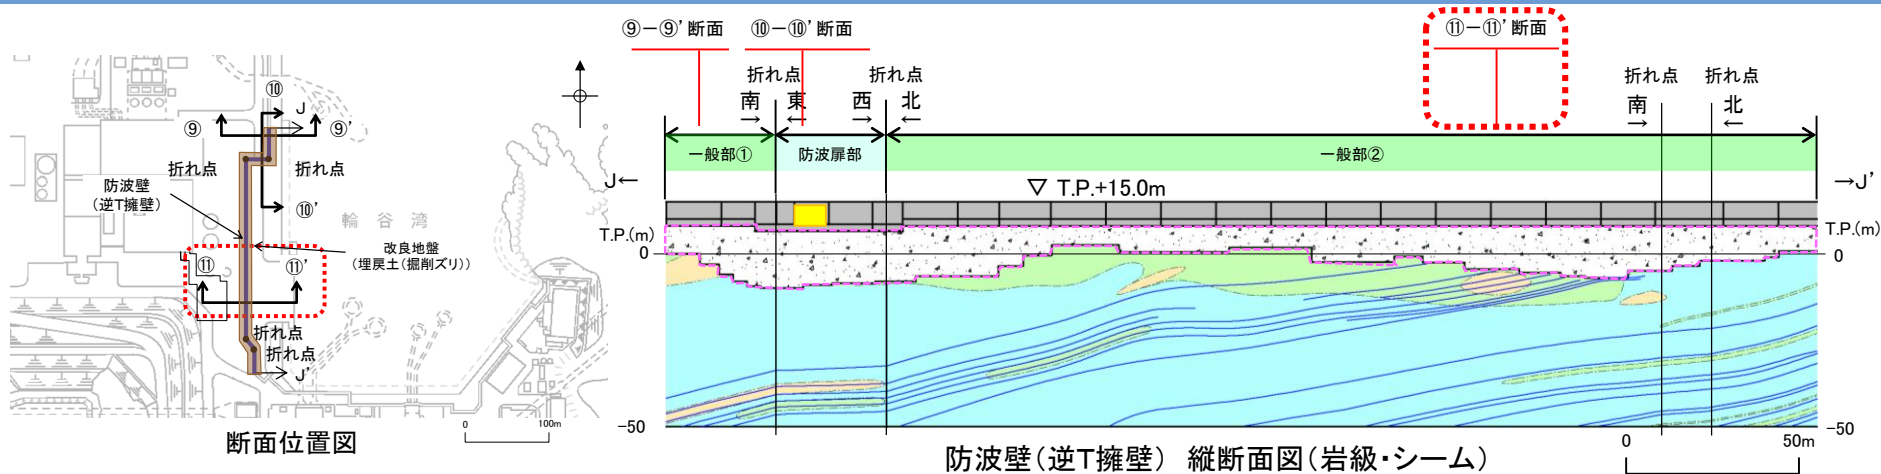 ⑩
J
⑨
⑨’
折れ点
折れ点
防波壁
（逆T擁壁）
⑩’
輪谷湾
改良地盤
（埋戻土（掘削ズリ））
⑪
⑪’
折れ点
折れ点
J’
0
100m
断面位置図
⑨－⑨’断面
⑩－⑩’断面
⑪－⑪’断面
折れ点
折れ点
折れ点
折れ点
南
東
西
北
南
北
→
←
→
←
→
←
一般部①
防波扉部
一般部②
J←
▽ T.P.+15.0m
→J’
T.P.(m)
T.P.(m)
0
0
-50
-50
0
50m
防波壁（逆T擁壁） 縦断面図（岩級・シーム）